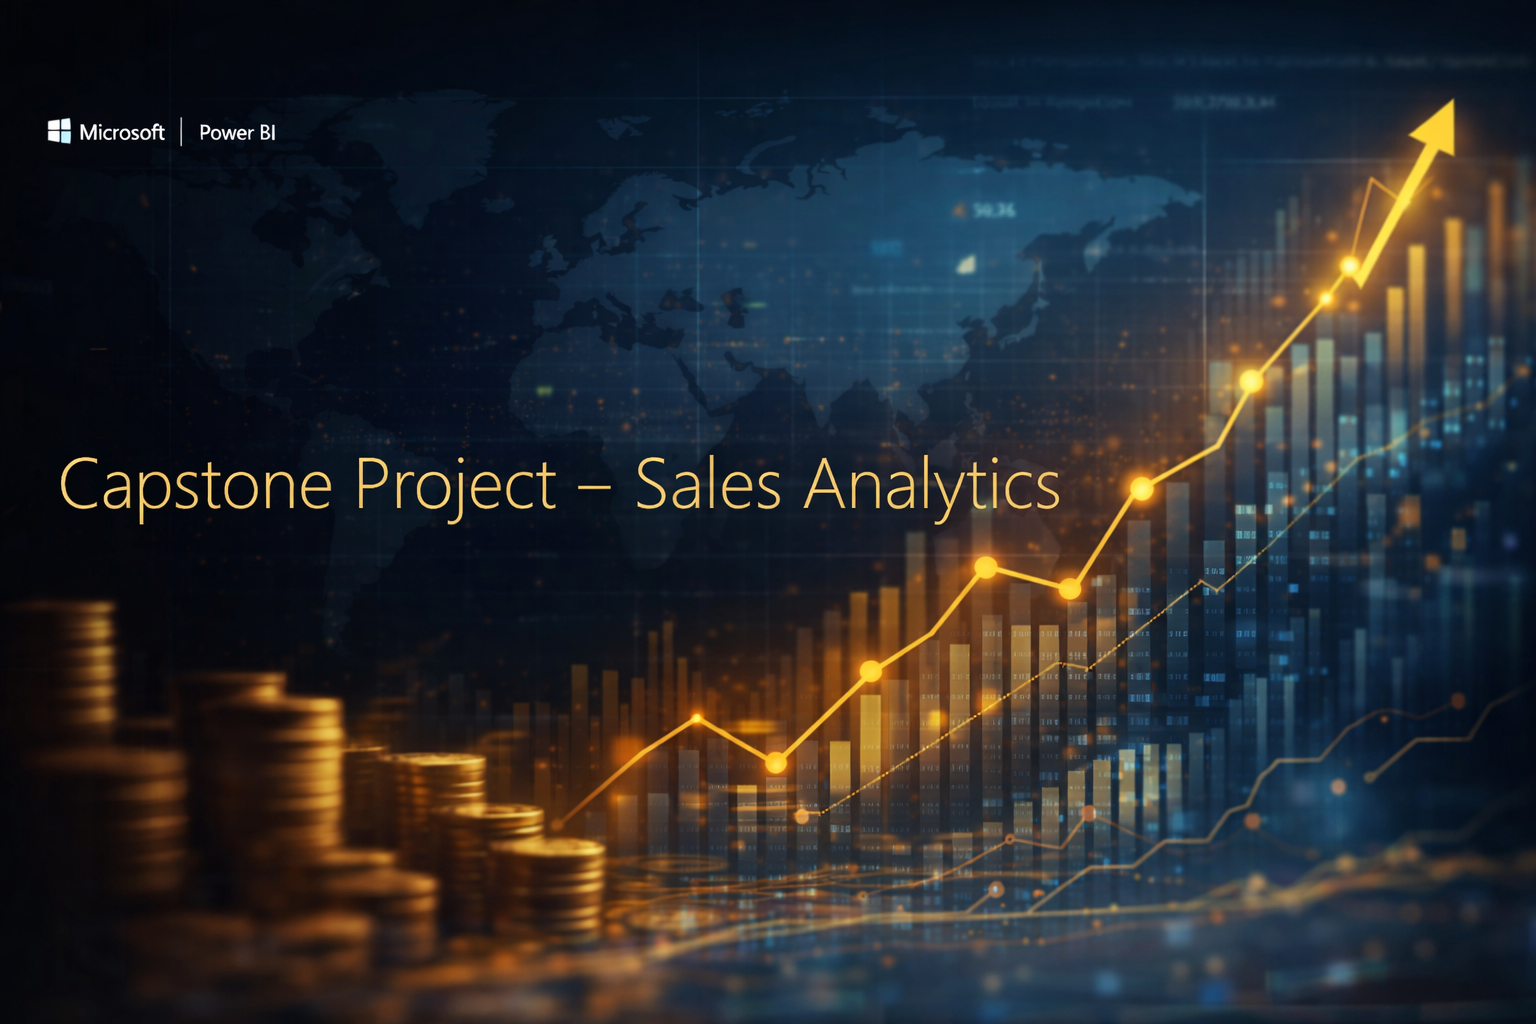 Microsoft | Power BI
Capstone Project – Sales Analytics